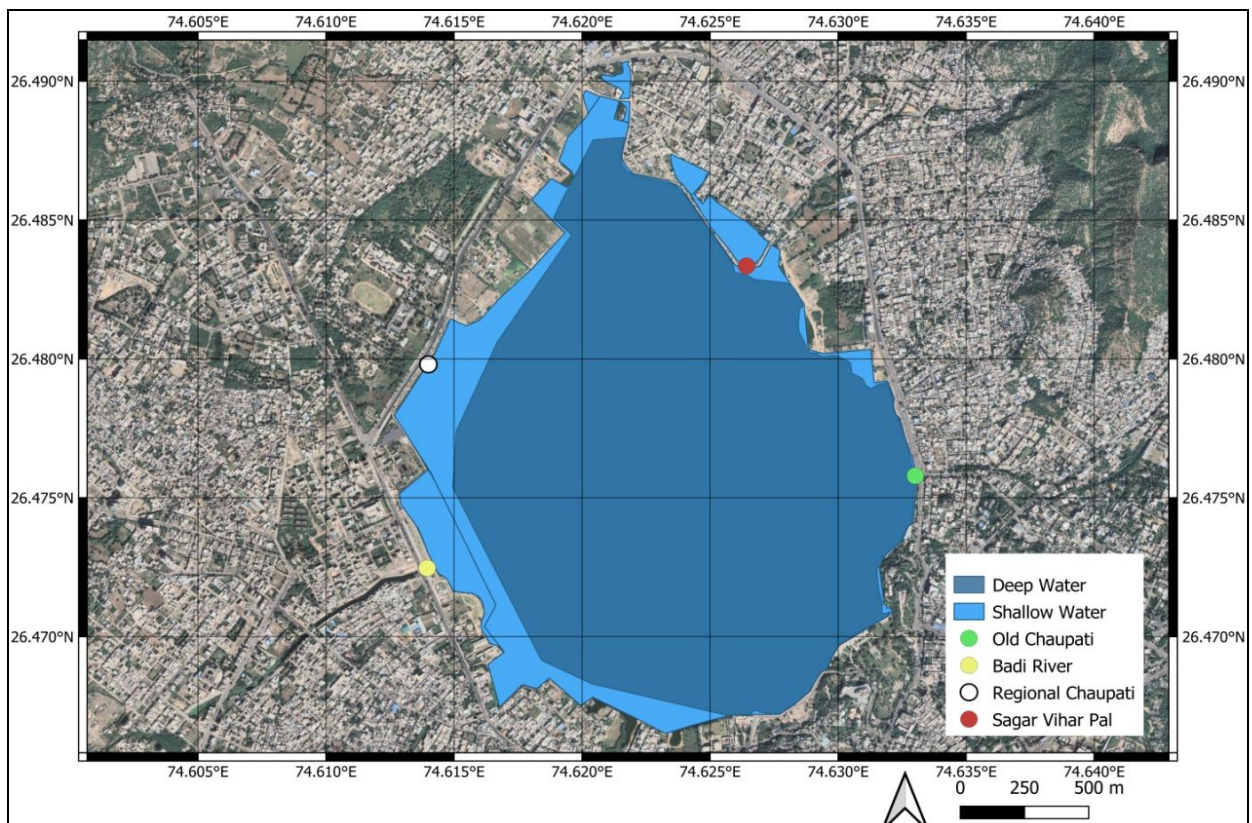 74.605°E 74.610°E 74.615°E 74.620°E 74.625°E 74.630°E 74.635°E 74.640°E
26.490°N 26.490°N
26.485°N 26.485°N
26.480°N 26.480°N
26.475°N 26.475°N
26.470°N 26.470°N
Deep Water
Shallow Water
Old Chaupati
Badi River
Regional Chaupati
Sagar Vihar Pal
74.605°E 74.610°E 74.615°E 74.620°E 74.625°E 74.630°E 74.635°E 74.640°E
0 250 500 m